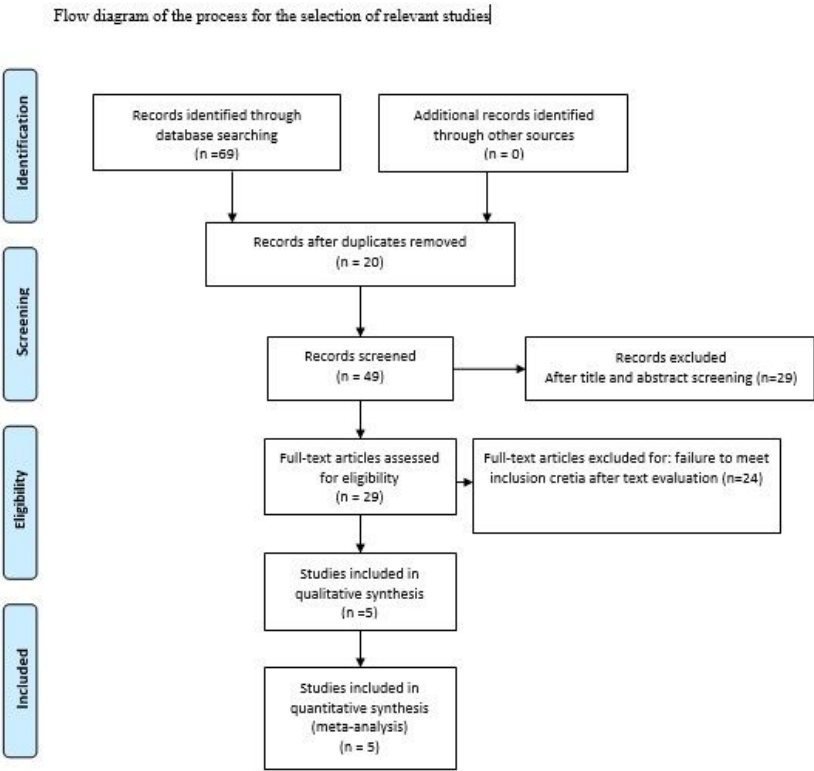 Flow diagram of the process for the selection of relevant studies
Identification
Records identified through
database searching
(n =69)
Additional records identified
through other sources
(n = 0)
Records after duplicates removed
(n = 20)
Screening
Records screened
(n = 49)
Records excluded
After title and abstract screening (n=29)
Eligibility
Full-text articles assessed
for eligibility
(n = 29)
Full-text articles excluded for: failure to meet
inclusion cretia after text evaluation (n=24)
Studies included in
qualitative synthesis
(n =5)
Included
Studies included in
quantitative synthesis
(meta-analysis)
(n = 5)